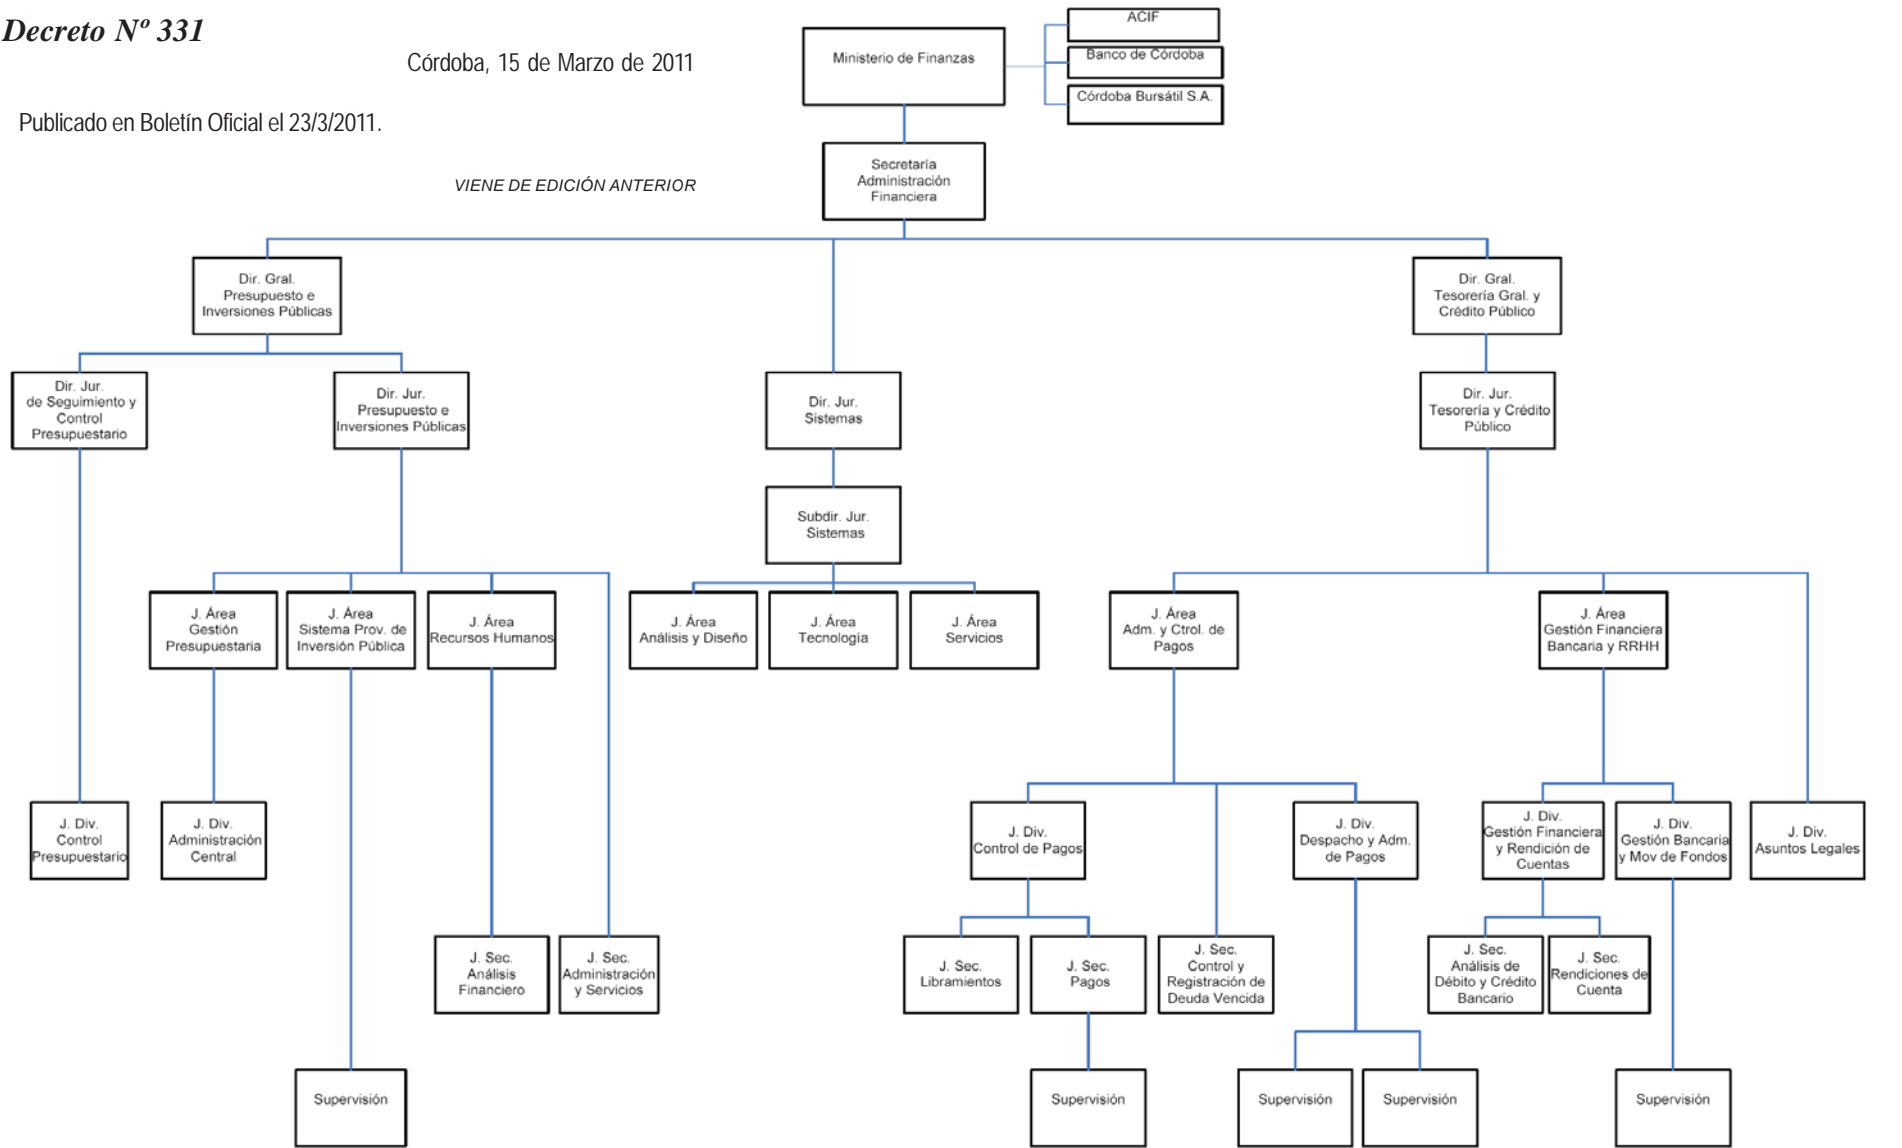 Decreto Nº 331
Córdoba, 15 de Marzo de 2011
Publicado en Boletín Oficial el 23/3/2011.
VIENE DE EDICIÓN ANTERIOR
Ministerio de Finanzas
ACIF
Banco de Córdoba
Córdoba Bursátil S.A.
Secretaría
Administración
Financiera
Dir. Gral.
Presupuesto e
Inversiones Públicas
Dir. Gral.
Tesorería Gral. y
Crédito Público
Dir. Jur.
de Seguimiento y
Control
Presupuestario
Dir. Jur.
Presupuesto e
Inversiones Públicas
Dir. Jur.
Sistemas
Dir. Jur.
Tesorería y Crédito
Público
Subdir. Jur.
Sistemas
J. Área
Gestión
Presupuestaria
J. Área
Sistema Prov. de
Inversión Pública
J. Área
Recursos Humanos
J. Área
Análisis y Diseño
J. Área
Tecnología
J. Área
Servicios
J. Área
Adm. y Ctrol. de
Pagos
J. Área
Gestión Financiera
Bancaria y RRHH
J. Div.
Control
Presupuestario
J. Div.
Administración
Central
J. Div.
Control de Pagos
J. Div.
Despacho y Adm.
de Pagos
J. Div.
Gestión Financiera
y Rendición de
Cuentas
J. Div.
Gestión Bancaria
y Mov de Fondos
J. Div.
Asuntos Legales
J. Sec.
Análisis
Financiero
J. Sec.
Administración
y Servicios
J. Sec.
Libramientos
J. Sec.
Pagos
J. Sec.
Control y
Registración de
Deuda Vencida
J. Sec.
Análisis de
Débito y Crédito
Bancario
J. Sec.
Rendiciones de
Cuenta
Supervisión
Supervisión
Supervisión
Supervisión
Supervisión